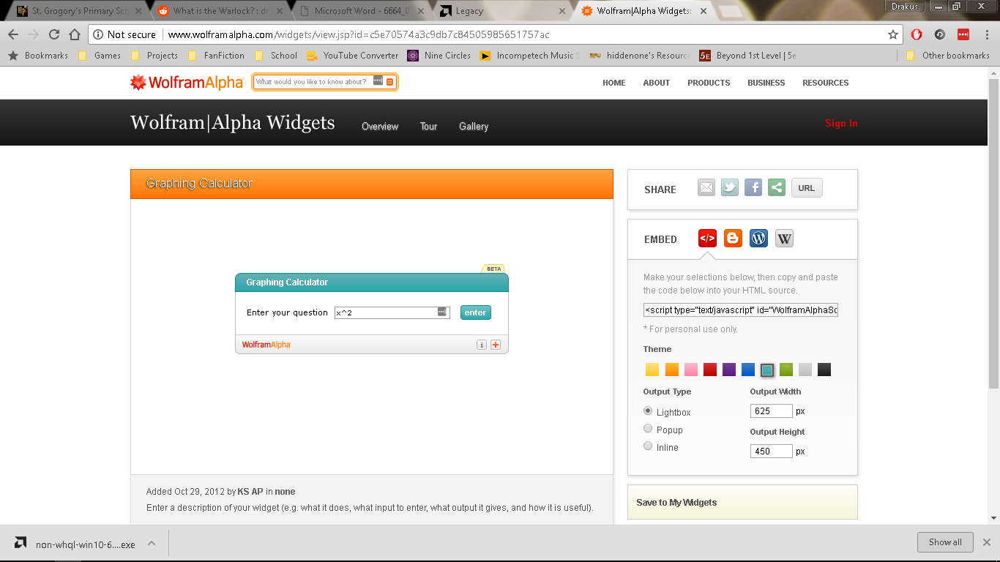 St. Grogory's Primary Sch
What is the Warlock? : d
Microsoft Word - 6664_0
Legacy
Wolfram|Alpha Widgets:
Drakus
Not secure
www.wolframalpha.com/widgets/view.jsp?id=c5e70574a3c9db7c84505985651757ac
Bookmarks
Games
Projects
FanFiction
School
YouTube Converter
Nine Circles
Incompetech Music S
hiddenone's Resourc
5E
Beyond 1st Level | 5e
Other bookmarks
WolframAlpha
What would you like to know about?
HOME
ABOUT
PRODUCTS
BUSINESS
RESOURCES
Wolfram|Alpha Widgets
Overview
Tour
Gallery
Sign In
Graphing Calculator
BETA
Graphing Calculator
Enter your question
x^2
enter
WolframAlpha
Added Oct 29, 2012 by KS AP in none
Enter a description of your widget (e.g. what it does, what input to enter, what output it gives, and how it is useful).
SHARE
URL
EMBED
</>
W
W
Make your selections below, then copy and paste
the code below into your HTML source.
<script type="text/javascript" id="WolframAlphaSc
* For personal use only.
Theme
Output Type
Lightbox
Popup
Inline
Output Width
625 px
Output Height
450 px
Save to My Widgets
non-whql-win10-6....exe
Show all